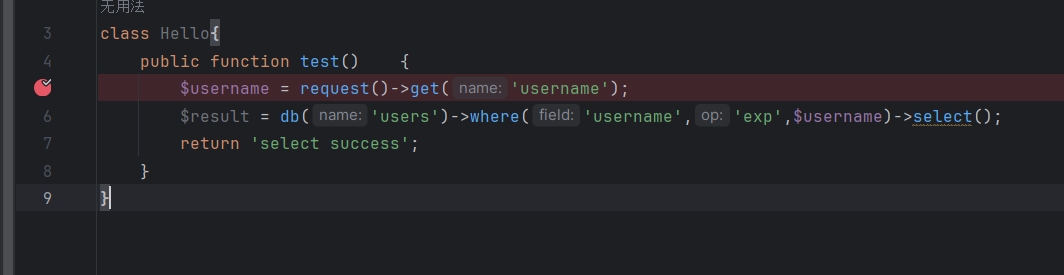 无用法
3 class Hello{
4 public function test()    {
$username = request()->get( name: 'username');
6 $result = db( name: 'users')->where( field: 'username', op: 'exp',$username)->select();
7 return 'select success';
8 }
9 }